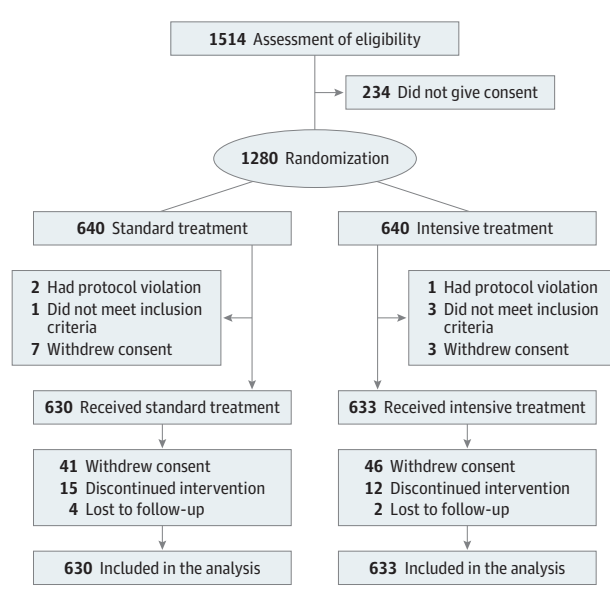 1514 Assessment of eligibility
234 Did not give consent
1280 Randomization
640 Standard treatment
640 Intensive treatment
2 Had protocol violation
1 Did not meet inclusion
criteria
7 Withdrew consent
1 Had protocol violation
3 Did not meet inclusion
criteria
3 Withdrew consent
630 Received standard treatment
633 Received intensive treatment
41 Withdrew consent
15 Discontinued intervention
4 Lost to follow-up
46 Withdrew consent
12 Discontinued intervention
2 Lost to follow-up
630 Included in the analysis
633 Included in the analysis